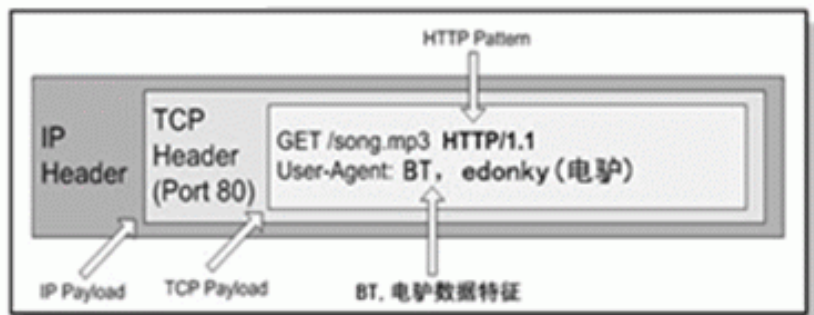 HTTP Pattern
IP
Header
TCP
Header
(Port 80)
GET /song.mp3 HTTP/1.1
User-Agent: BT，edonky（电驴）
IP Payload
TCP Payload
BT, 电驴数据特征